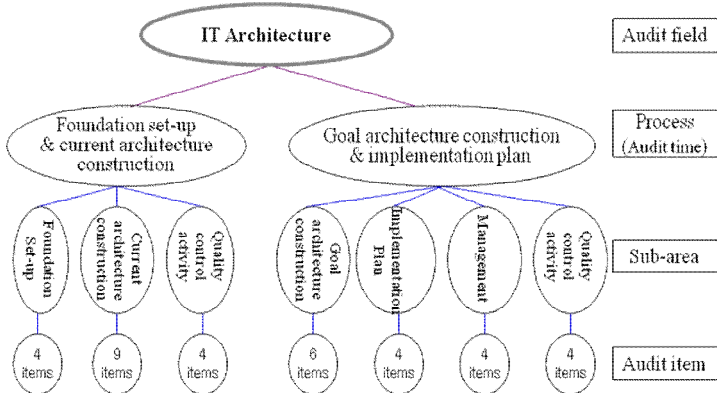 IT Architecture
Audit field
Foundation set-up
& current architecture
construction
Goal architecture construction
& implementation plan
Process
(Audit time)
Foundation
Set-up
Current
architecture
construction
Quality
control
activity
Goal
architecture
construction
Implementation
Plan
Management
Quality
control
activity
Sub-area
4
items
9
items
4
items
6
items
4
items
4
items
4
items
Audit item